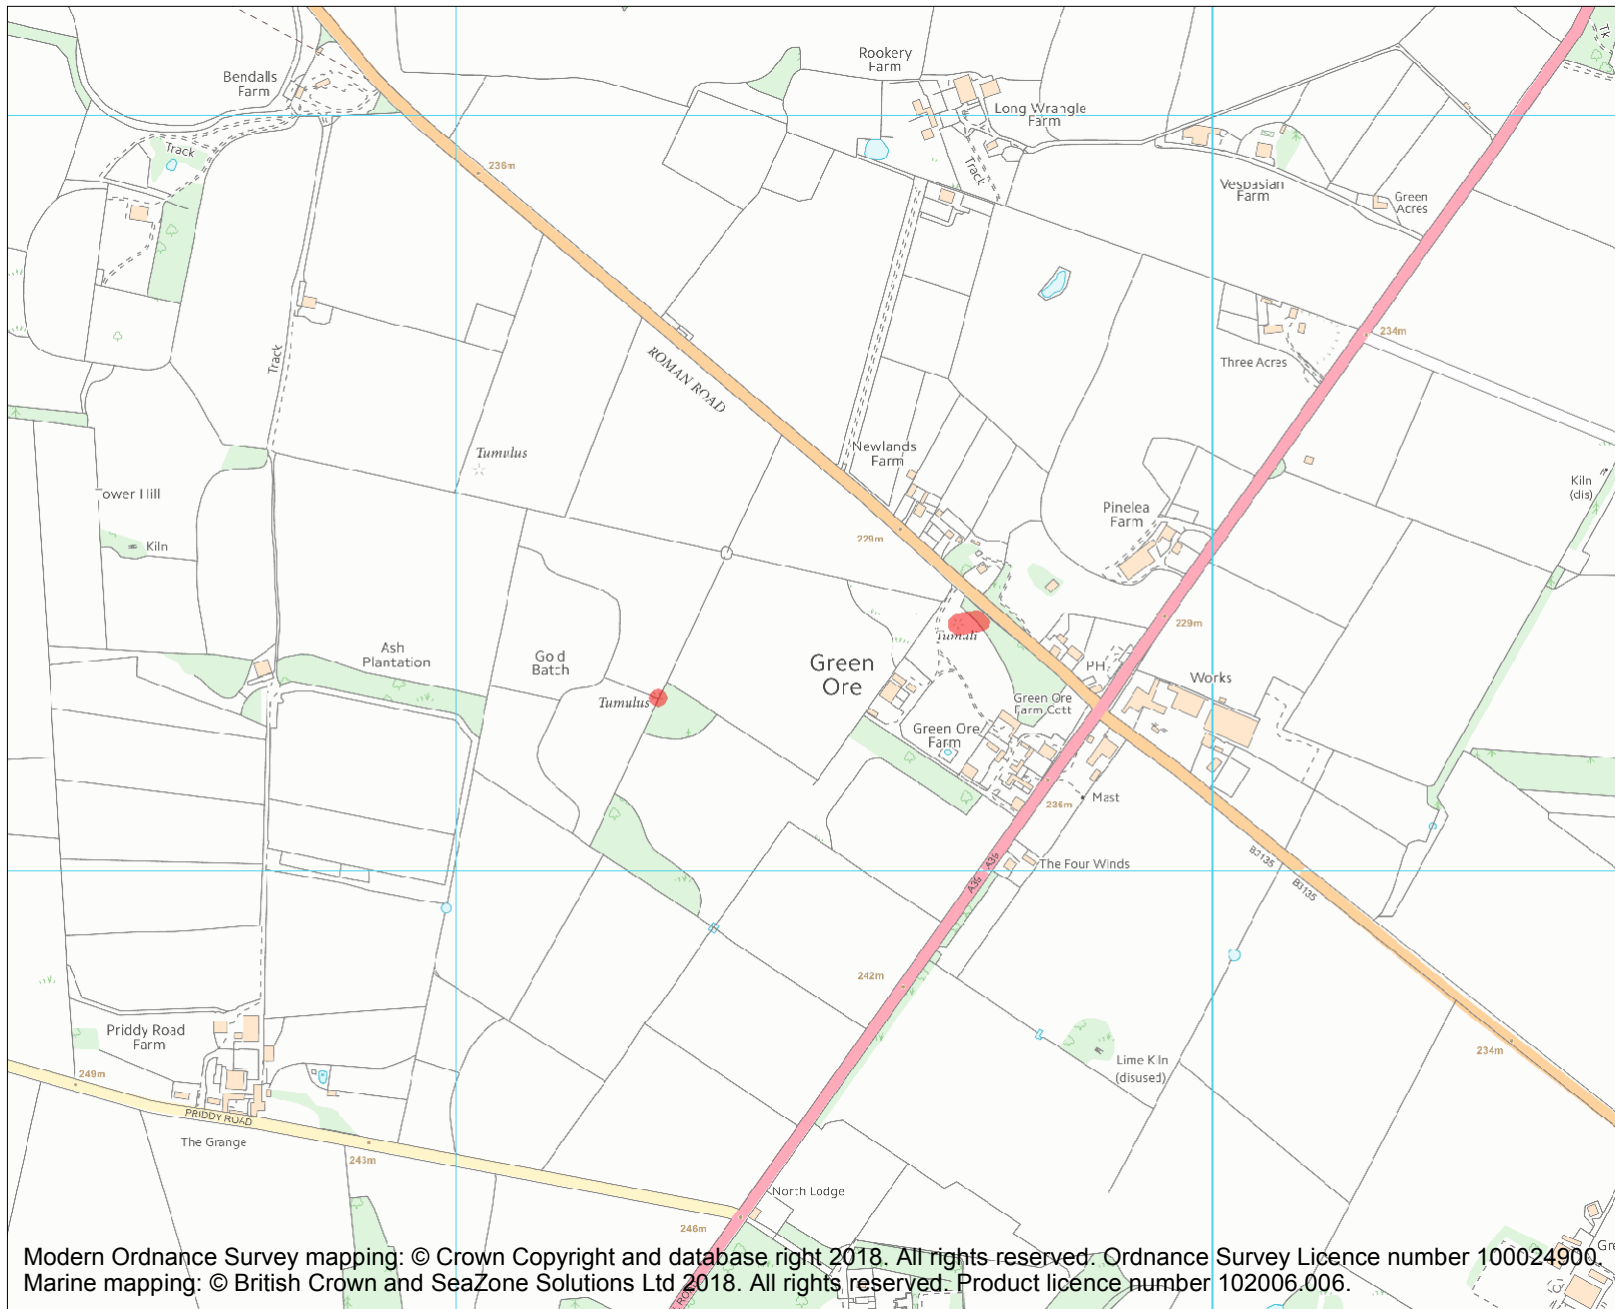 Rookery
Farm
Tk
Bendalls
Farm
Long Wrangle
Farm
Track
236m
Track
Vespasian
Farm
Green
Acres
234m
Three Acres
Track
ROMAN ROAD
Newlands
Farm
Tumulus
Kiln
(dis)
Tower Hill
Pinelea
Farm
Kiln
229m
229m
Tumuli
Ash
Plantation
Gold
Batch
Green
Ore
PH
Works
Tumulus
Green Ore
Farm Cott
Green Ore
Farm
236m
Mast
The Four Winds
A39
A39
B3135
B3135
242m
Priddy Road
Farm
Lime Kiln
(disused)
234m
249m
PRIDDY ROAD
The Grange
243m
North Lodge
246m
Modern Ordnance Survey mapping: © Crown Copyright and database right 2018. All rights reserved. Ordnance Survey Licence number 100024900.
Marine mapping: © British Crown and SeaZone Solutions Ltd 2018. All rights reserved. Product licence number 102006.006.